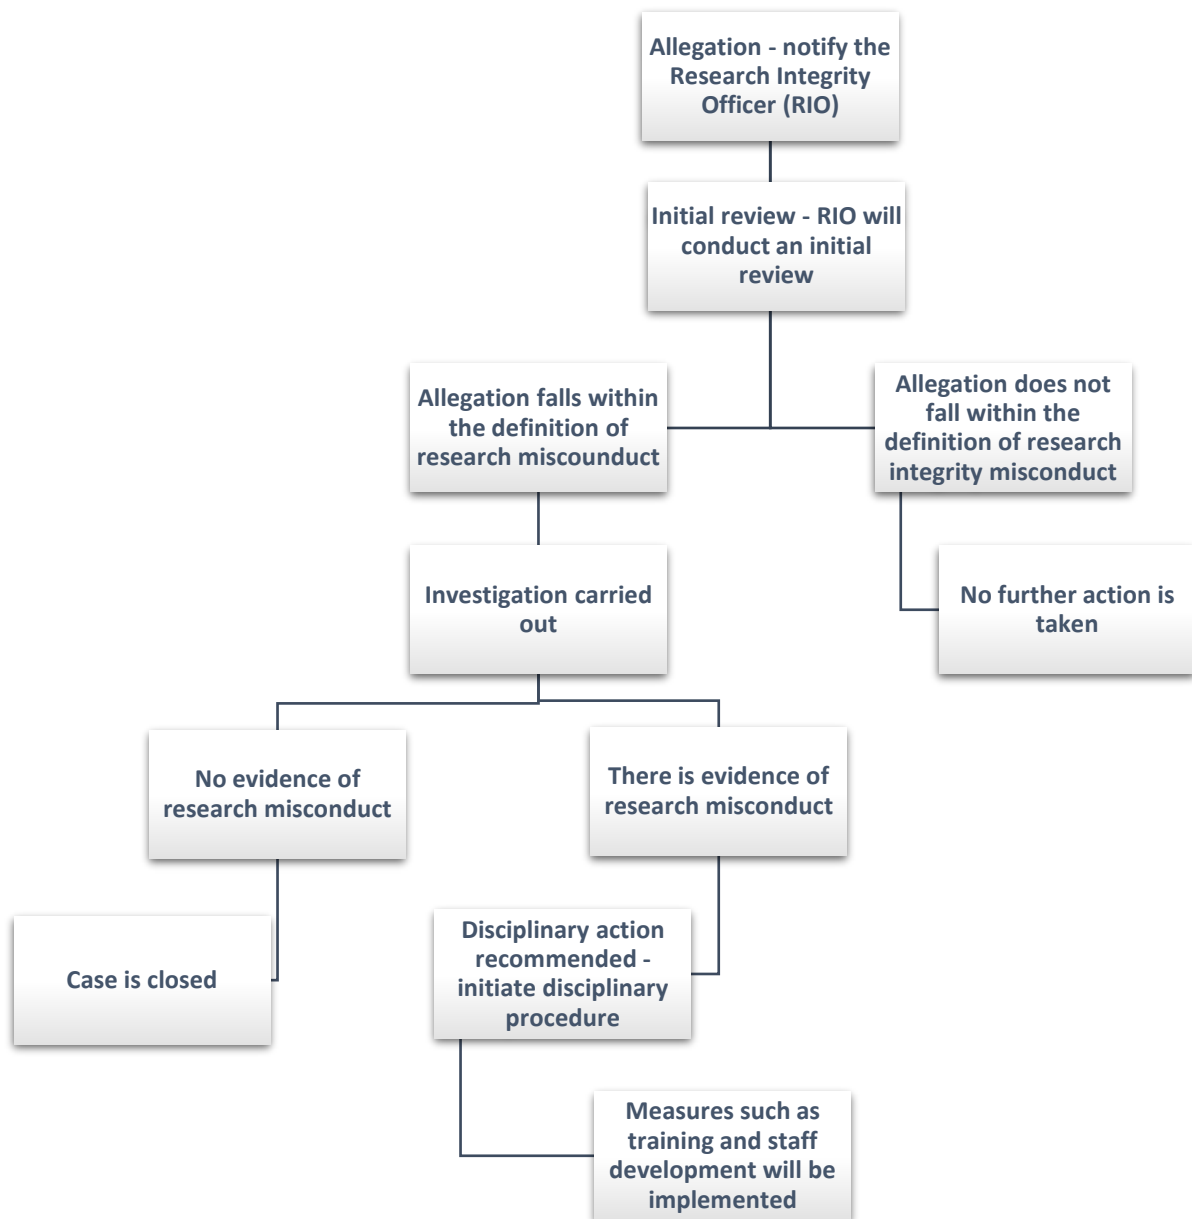 Allegation - notify the
Research Integrity
Officer (RIO)
Initial review - RIO will
conduct an initial
review
Allegation falls within
the definition of
research miscounduct
Allegation does not
fall within the
definition of research
integrity misconduct
Investigation carried
out
No further action is
taken
No evidence of
research misconduct
There is evidence of
research misconduct
Case is closed
Disciplinary action
recommended -
initiate disciplinary
procedure
Measures such as
training and staff
development will be
implemented